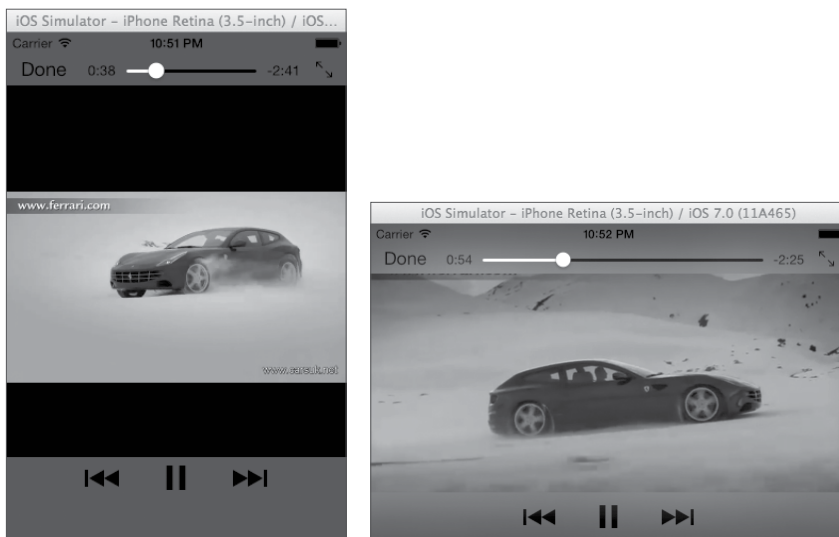 iOS Simulator – iPhone Retina (3.5–inch) / iOS...
Carrier 10:51 PM
Done 0:38 -2:41
www.ferrari.com
www.carsuk.net
iOS Simulator – iPhone Retina (3.5–inch) / iOS 7.0 (11A465)
Carrier 10:52 PM
Done 0:54 -2:25